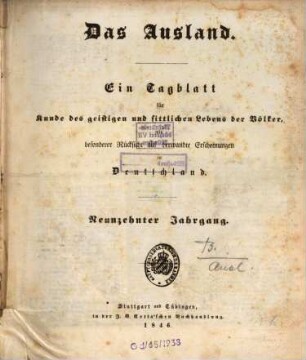 Das Ausland.
Ein Tagblatt
für
Kunde des geistigen und sittlichen Lebens der Völker,
besonderer Rücksicht auf verwandte Erscheinungen
Deutschland.
Neunzehnter Jahrgang.
Stuttgart und Tübingen,
in der J. G. Cotta'schen Buchhandlung.
1846.